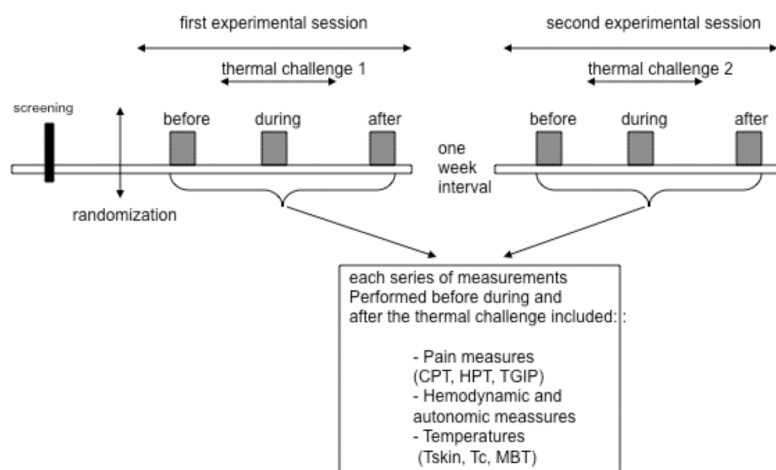 first experimental session
second experimental session
thermal challenge 1
thermal challenge 2
screening
before
during
after
before
during
after
one
week
interval
randomization
each series of measurements
Performed before during and
after the thermal challenge included: :
- Pain measures
(CPT, HPT, TGIP)
- Hemodynamic and
autonomic meassures
- Temperatures
(Tskin, Tc, MBT)